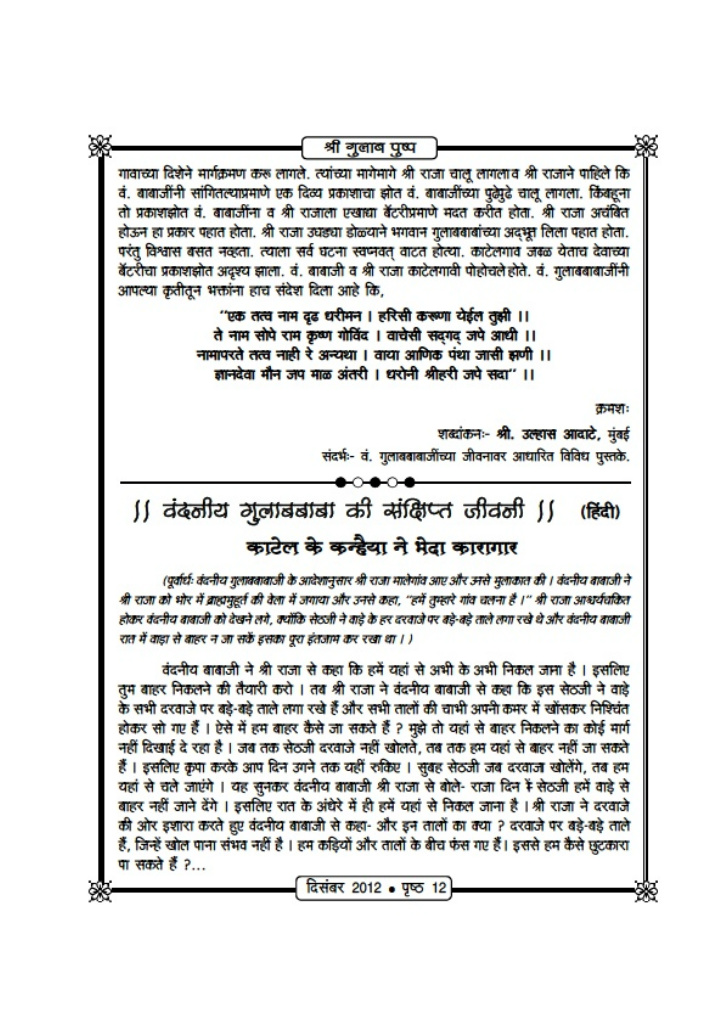 श्री गुलाब पुष्प
गावाच्या दिशेने मार्गक्रमण करू लागले. त्यांच्या मागेमागे श्री राजा चालू लागला व श्री राजाने पाहिले कि
वं. बाबाजींनी सांगितल्याप्रमाणे एक दिव्य प्रकाशाचा झोत वं. बाबाजींच्या पुढेपुढे चालू लागला. किंबहूना
तो प्रकाशझोत वं. बाबाजींना व श्री राजाला एखाद्या बॅटरीप्रमाणे मदत करीत होता. श्री राजा अचंबित
होऊन हा प्रकार पहात होता. श्री राजा उघड्या डोळ्याने भगवान गुलाबबाबांच्या अद्भूत लिला पहात होता.
परंतु विश्वास बसत नव्हता. त्याला सर्व घटना स्वप्नवत् वाटत होत्या. काटेलगाव जवळ येताच देवाच्या
बॅटरीचा प्रकाशझोत अदृश्य झाला. वं. बाबाजी व श्री राजा काटेलगावी पोहोचले होते. वं. गुलाबबाबाजींनी
आपल्या कृतीतून भक्तांना हाच संदेश दिला आहे कि,
“एक तत्व नाम दृढ धरीमन । हरिसी करूणा येईल तुझी ।।
ते नाम सोपे राम कृष्ण गोविंद । वाचेसी सद्गद् जपे आधी ।।
नामापरते तत्व नाही रे अन्यथा । वाया आणिक पंथा जासी झणी ।।
ज्ञानदेवा मौन जप माळ अंतरी । धरोनी श्रीहरी जपे सदा” ।।
क्रमशः
शब्दांकनः- श्री. उल्हास आदाटे, मुंबई
संदर्भः- वं. गुलाबबाबाजींच्या जीवनावर आधारित विविध पुस्तके.
।। वंदनीय गुलाबबाबा की संक्षिप्त जीवनी ।। (हिंदी)
काटेल के कन्हैया ने भेदा कारागार
(पूर्वार्धः वंदनीय गुलाबबाबाजी के आदेशानुसार श्री राजा मालेगांव आए और उनसे मुलाकात की । वंदनीय बाबाजी ने
श्री राजा को भोर में ब्राह्ममुहूर्त की वेला में जगाया और उनसे कहा, “हमें तुम्हारे गांव चलना है ।” श्री राजा आश्चर्यचकित
होकर वंदनीय बाबाजी को देखने लगे, क्योंकि सेठजी ने वाड़े के हर दरवाजे पर बड़े-बड़े ताले लगा रखे थे और वंदनीय बाबाजी
रात में वाड़ा से बाहर न जा सकें इसका पूरा इंतजाम कर रखा था । )
वंदनीय बाबाजी ने श्री राजा से कहा कि हमें यहां से अभी के अभी निकल जाना है । इसलिए
तुम बाहर निकलने की तैयारी करो । तब श्री राजा ने वंदनीय बाबाजी से कहा कि इस सेठजी ने वाड़े
के सभी दरवाजे पर बड़े-बड़े ताले लगा रखे हैं और सभी तालों की चाभी अपनी कमर में खोंसकर निश्चिंत
होकर सो गए हैं । ऐसे में हम बाहर कैसे जा सकते हैं ? मुझे तो यहां से बाहर निकलने का कोई मार्ग
नहीं दिखाई दे रहा है । जब तक सेठजी दरवाजे नहीं खोलते, तब तक हम यहां से बाहर नहीं जा सकते
हैं । इसलिए कृपा करके आप दिन उगने तक यहीं रुकिए । सुबह सेठजी जब दरवाजा खोलेंगे, तब हम
यहां से चले जाएंगे । यह सुनकर वंदनीय बाबाजी श्री राजा से बोले- राजा दिन में सेठजी हमें वाड़े से
बाहर नहीं जाने देंगे । इसलिए रात के अंधेरे में ही हमें यहां से निकल जाना है । श्री राजा ने दरवाजे
की ओर इशारा करते हुए वंदनीय बाबाजी से कहा- और इन तालों का क्या ? दरवाजे पर बड़े-बड़े ताले
हैं, जिन्हें खोल पाना संभव नहीं है । हम कड़ियों और तालों के बीच फंस गए हैं। इससे हम कैसे छुटकारा
पा सकते हैं ?...
दिसंबर 2012 • पृष्ठ 12